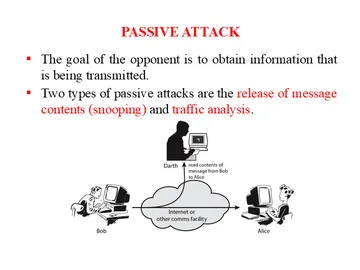 PASSIVE ATTACK
▪ The goal of the opponent is to obtain information that
is being transmitted.
▪ Two types of passive attacks are the release of message
contents (snooping) and traffic analysis.
Darth
read contents of
message from Bob
to Alice
Internet or
other comms facility
Bob
Alice